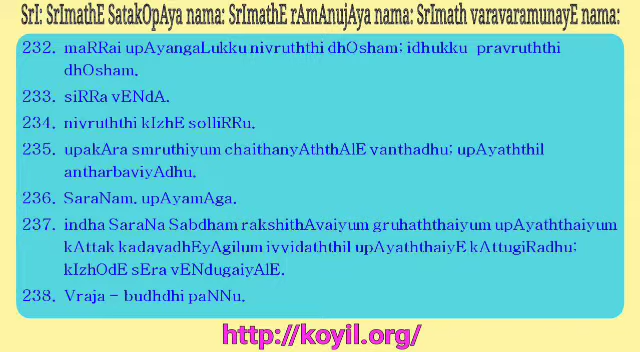 SrI: SrImathE SatakOpAya nama: SrImathE rAmAnujAya nama: SrImath varavaramunayE nama:
232. maRRai upAyangaLukku nivruththi dhOsham; idhukku pravruththi
dhOsham.
233. siRRa vENdA.
234. nivruththi kIzhE solliRRu.
235. upakAra smruthiyum chaithanyAththAlE vanthadhu; upAyaththil
antharbaviyAdhu.
236. SaraNam. upAyamAga.
237. indha SaraNa Sabdham rakshithAvaiyum gruhaththaiyum upAyaththaiyum
kAttak kadavadhEyAgilum ivvidaththil upAyaththaiyE kAttugiRadhu;
kIzhOdE sEra vENdugaiyAlE.
238. Vraja - budhdhi paNNu.
http://koyil.org/